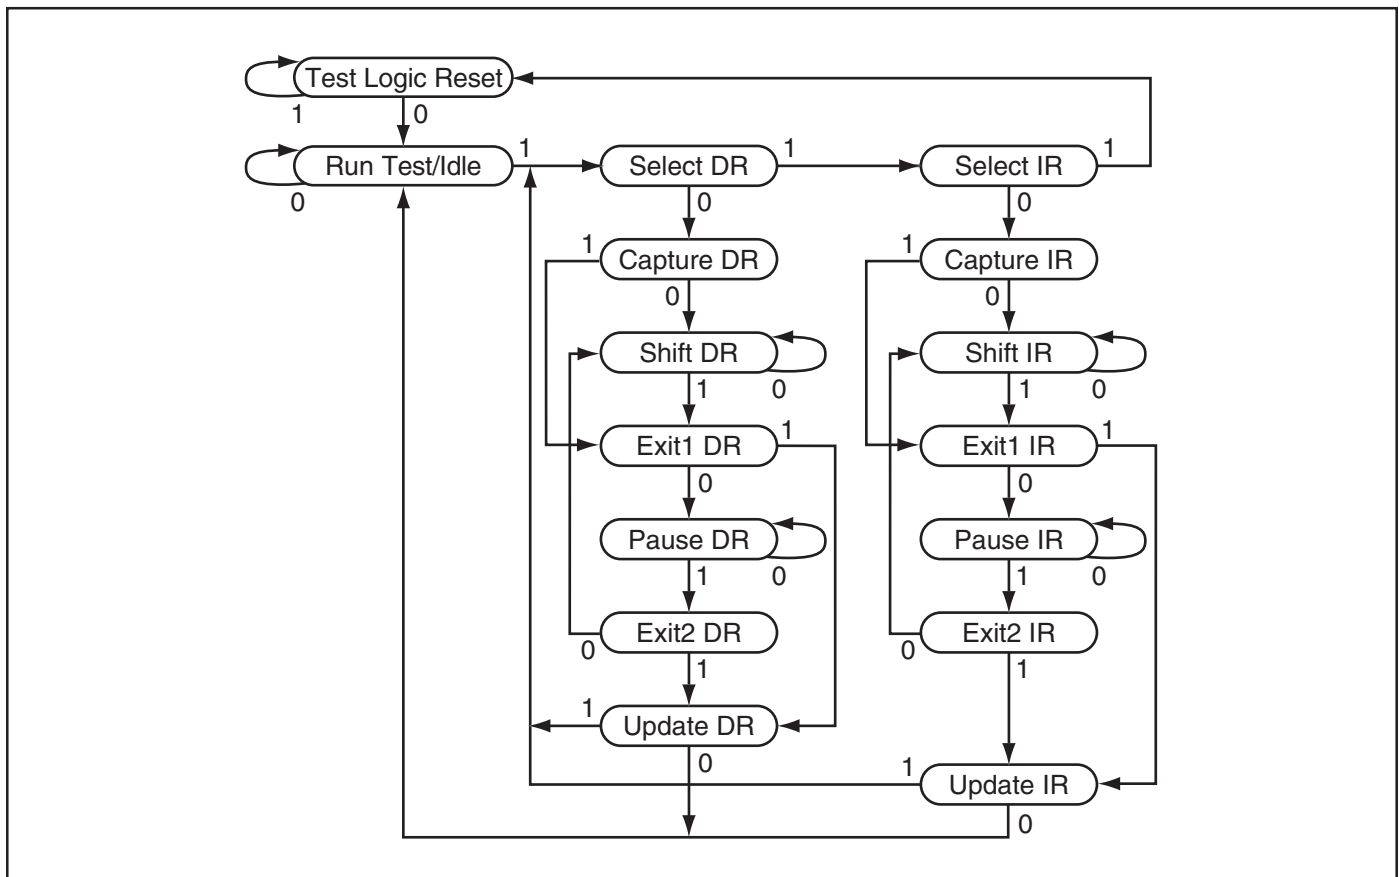 Test Logic Reset
1
0
Run Test/Idle
1
0
Select DR
1
0
Select IR
1
0
1
Capture DR
0
1
Capture IR
0
Shift DR
1
0
Shift IR
1
0
Exit1 DR
1
0
Exit1 IR
1
0
Pause DR
1
0
Pause IR
1
0
Exit2 DR
0
1
Exit2 IR
0
1
1
Update DR
0
1
Update IR
0